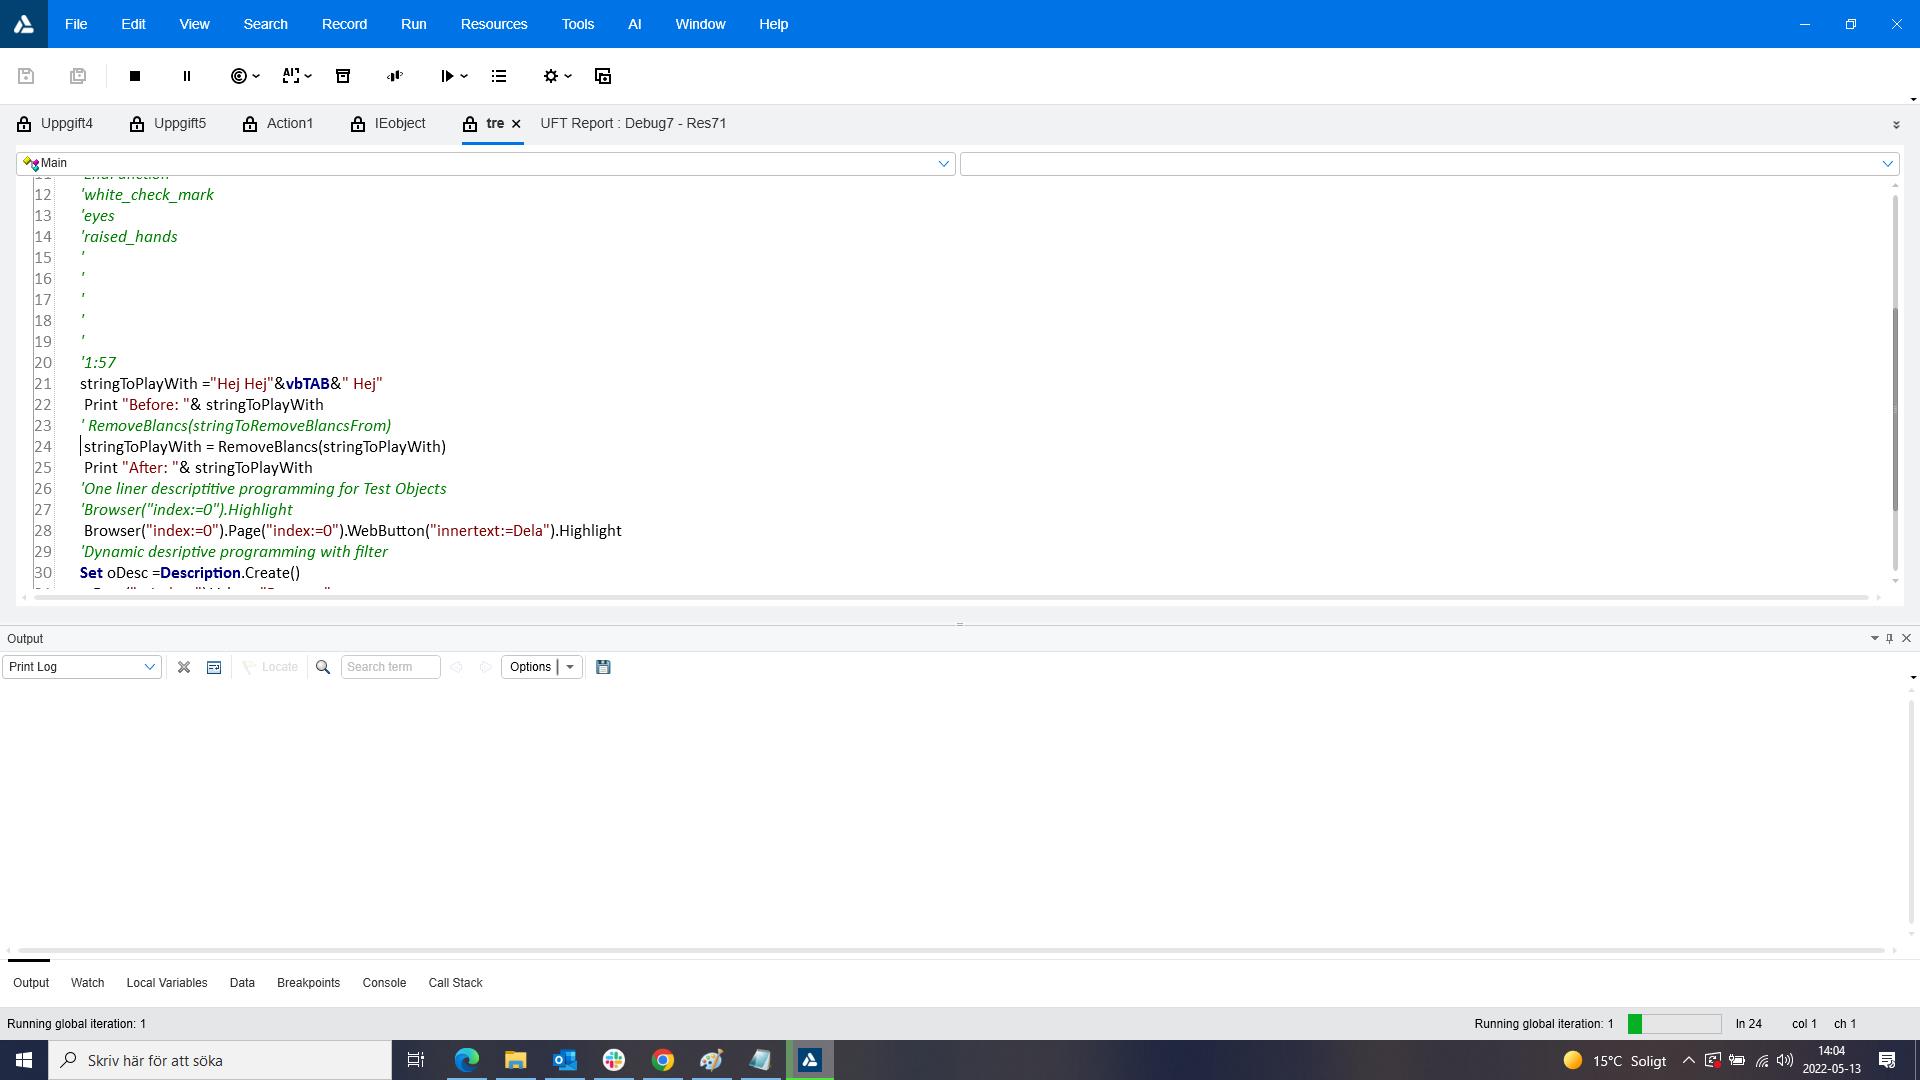 File Edit View Search Record Run Resources Tools AI Window Help
Uppgift4 Uppgift5 Action1 IEobject tre UFT Report : Debug7 - Res71
Main
12 'white_check_mark
13 'eyes
14 'raised_hands
15 '
16 '
17 '
18 '
19 '
20 '1:57
21 stringToPlayWith ="Hej Hej"&vbTAB&" Hej"
22 Print "Before: "& stringToPlayWith
23 ' RemoveBlancs(stringToRemoveBlancsFrom)
24 stringToPlayWith = RemoveBlancs(stringToPlayWith)
25 Print "After: "& stringToPlayWith
26 'One liner descriptitive programming for Test Objects
27 'Browser("index:=0").Highlight
28 Browser("index:=0").Page("index:=0").WebButton("innertext:=Dela").Highlight
29 'Dynamic desriptive programming with filter
30 Set oDesc =Description.Create()
Output
Print Log Locate Search term Options
Output Watch Local Variables Data Breakpoints Console Call Stack
Running global iteration: 1 Running global iteration: 1 ln 24 col 1 ch 1
Skriv här för att söka 15°C Soligt 14:04
2022-05-13